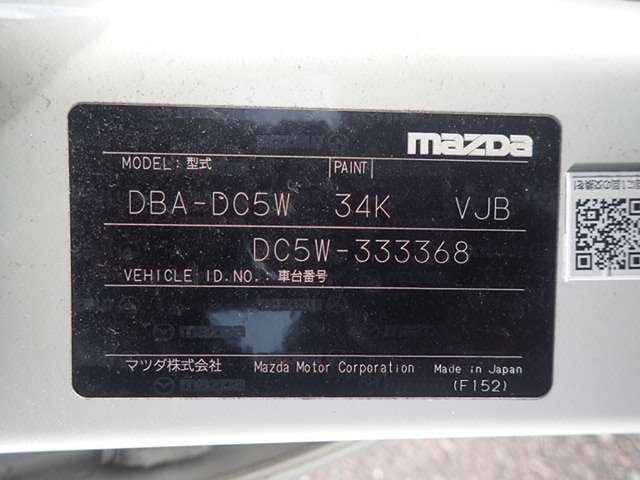 mazda
MODEL: 型式 PAINT
DBA-DC5W 34K VJB
DC5W-333368
VEHICLE ID.NO.: 車台番号
マツダ株式会社 Mazda Motor Corporation Made in Japan
(F152)